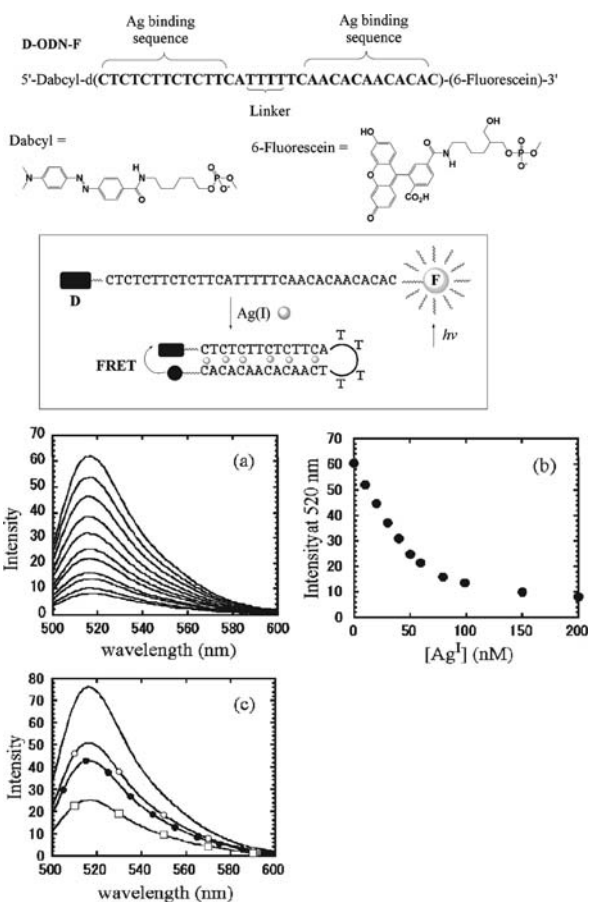 Ag binding sequence
Ag binding sequence
D-ODN-F
5'-Dabcyl-d(CTCTCTTCTCTTCATTTTTCAACACAACACAC)-(6-Fluorescein)-3'
Linker
Dabcyl =
6-Fluorescein =
N
N
N
H
N
O
O
O
P
O
O-
HO
O
O
CO2H
O
H
N
OH
O
O
P
O
O-
D
CTCTCTTCTCTTCATTTTTCAACACAACACAC
F
Ag(I)
hν
FRET
CTCTCTTCTCTTCA
CACACAACACAACT
T
T
T
T
(a)
Intensity
70
60
50
40
30
20
10
0
500 520 540 560 580 600
wavelength (nm)
(b)
Intensity at 520 nm
70
60
50
40
30
20
10
0
0 50 100 150 200
[AgI] (nM)
(c)
Intensity
80
70
60
50
40
30
20
10
0
500 520 540 560 580 600
wavelength (nm)